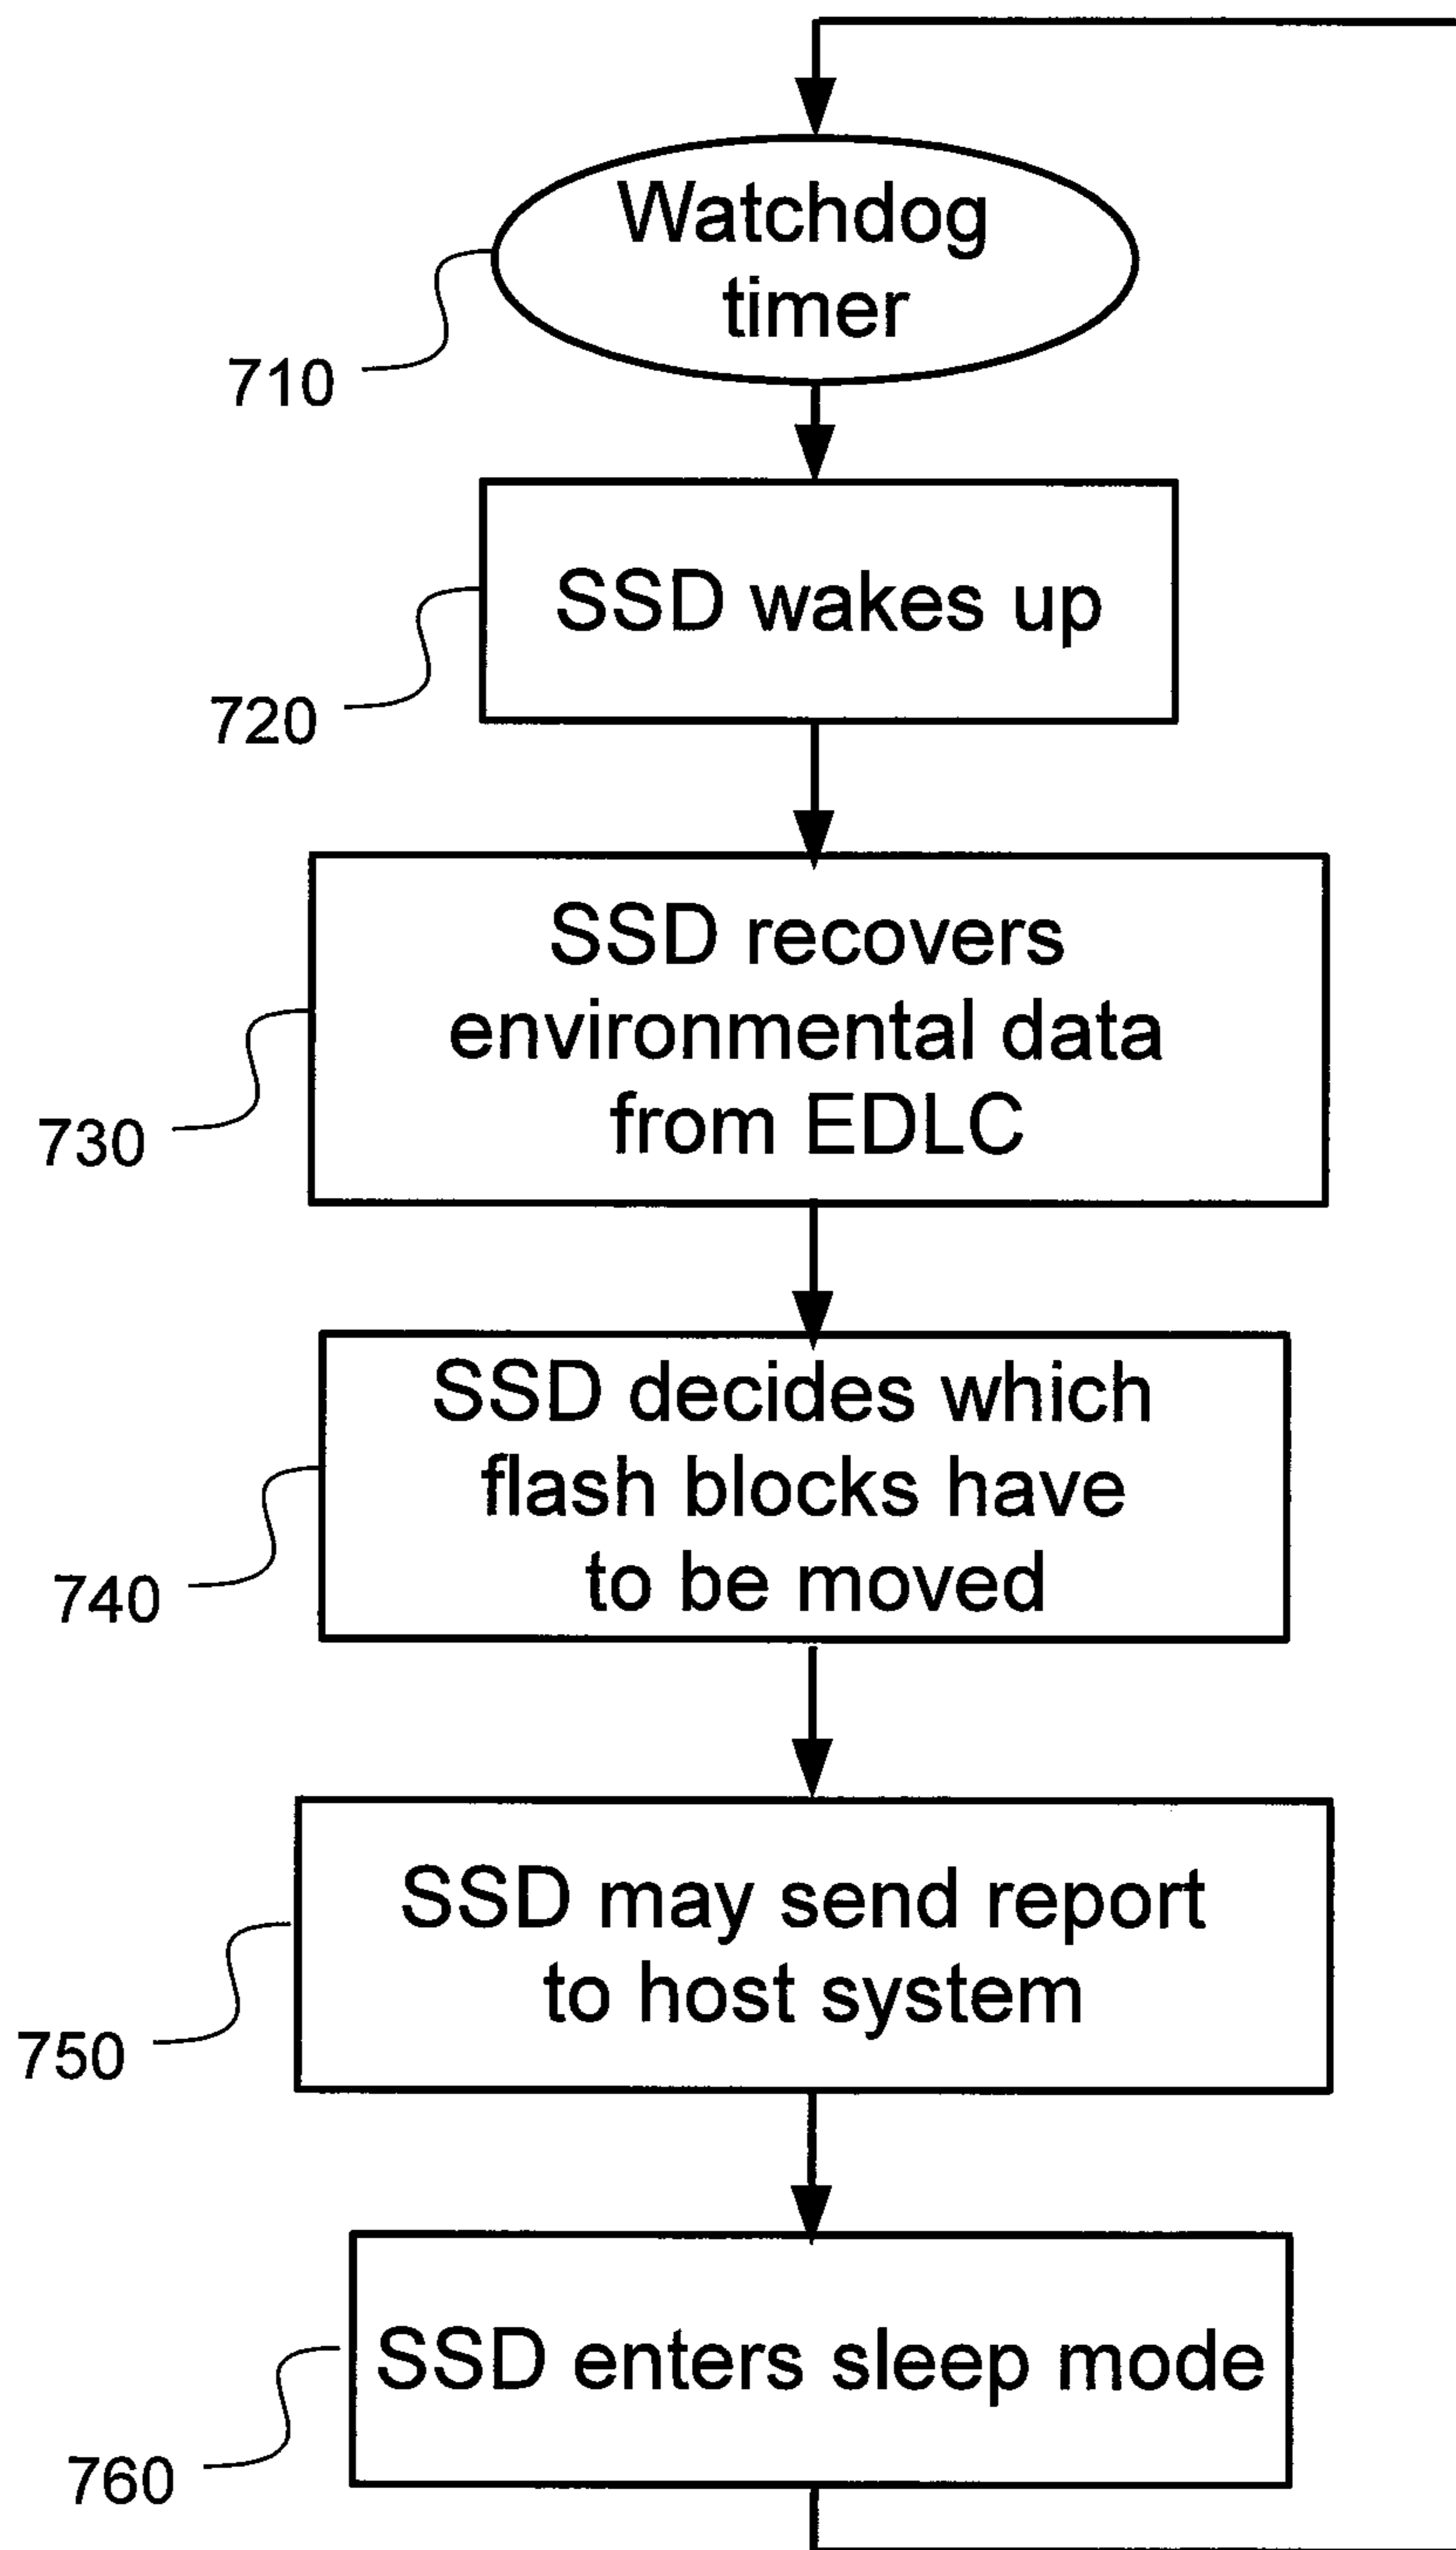 Watchdog
timer
710
SSD wakes up
720
SSD recovers
environmental data
from EDLC
730
SSD decides which
flash blocks have
to be moved
740
SSD may send report
to host system
750
SSD enters sleep mode
760